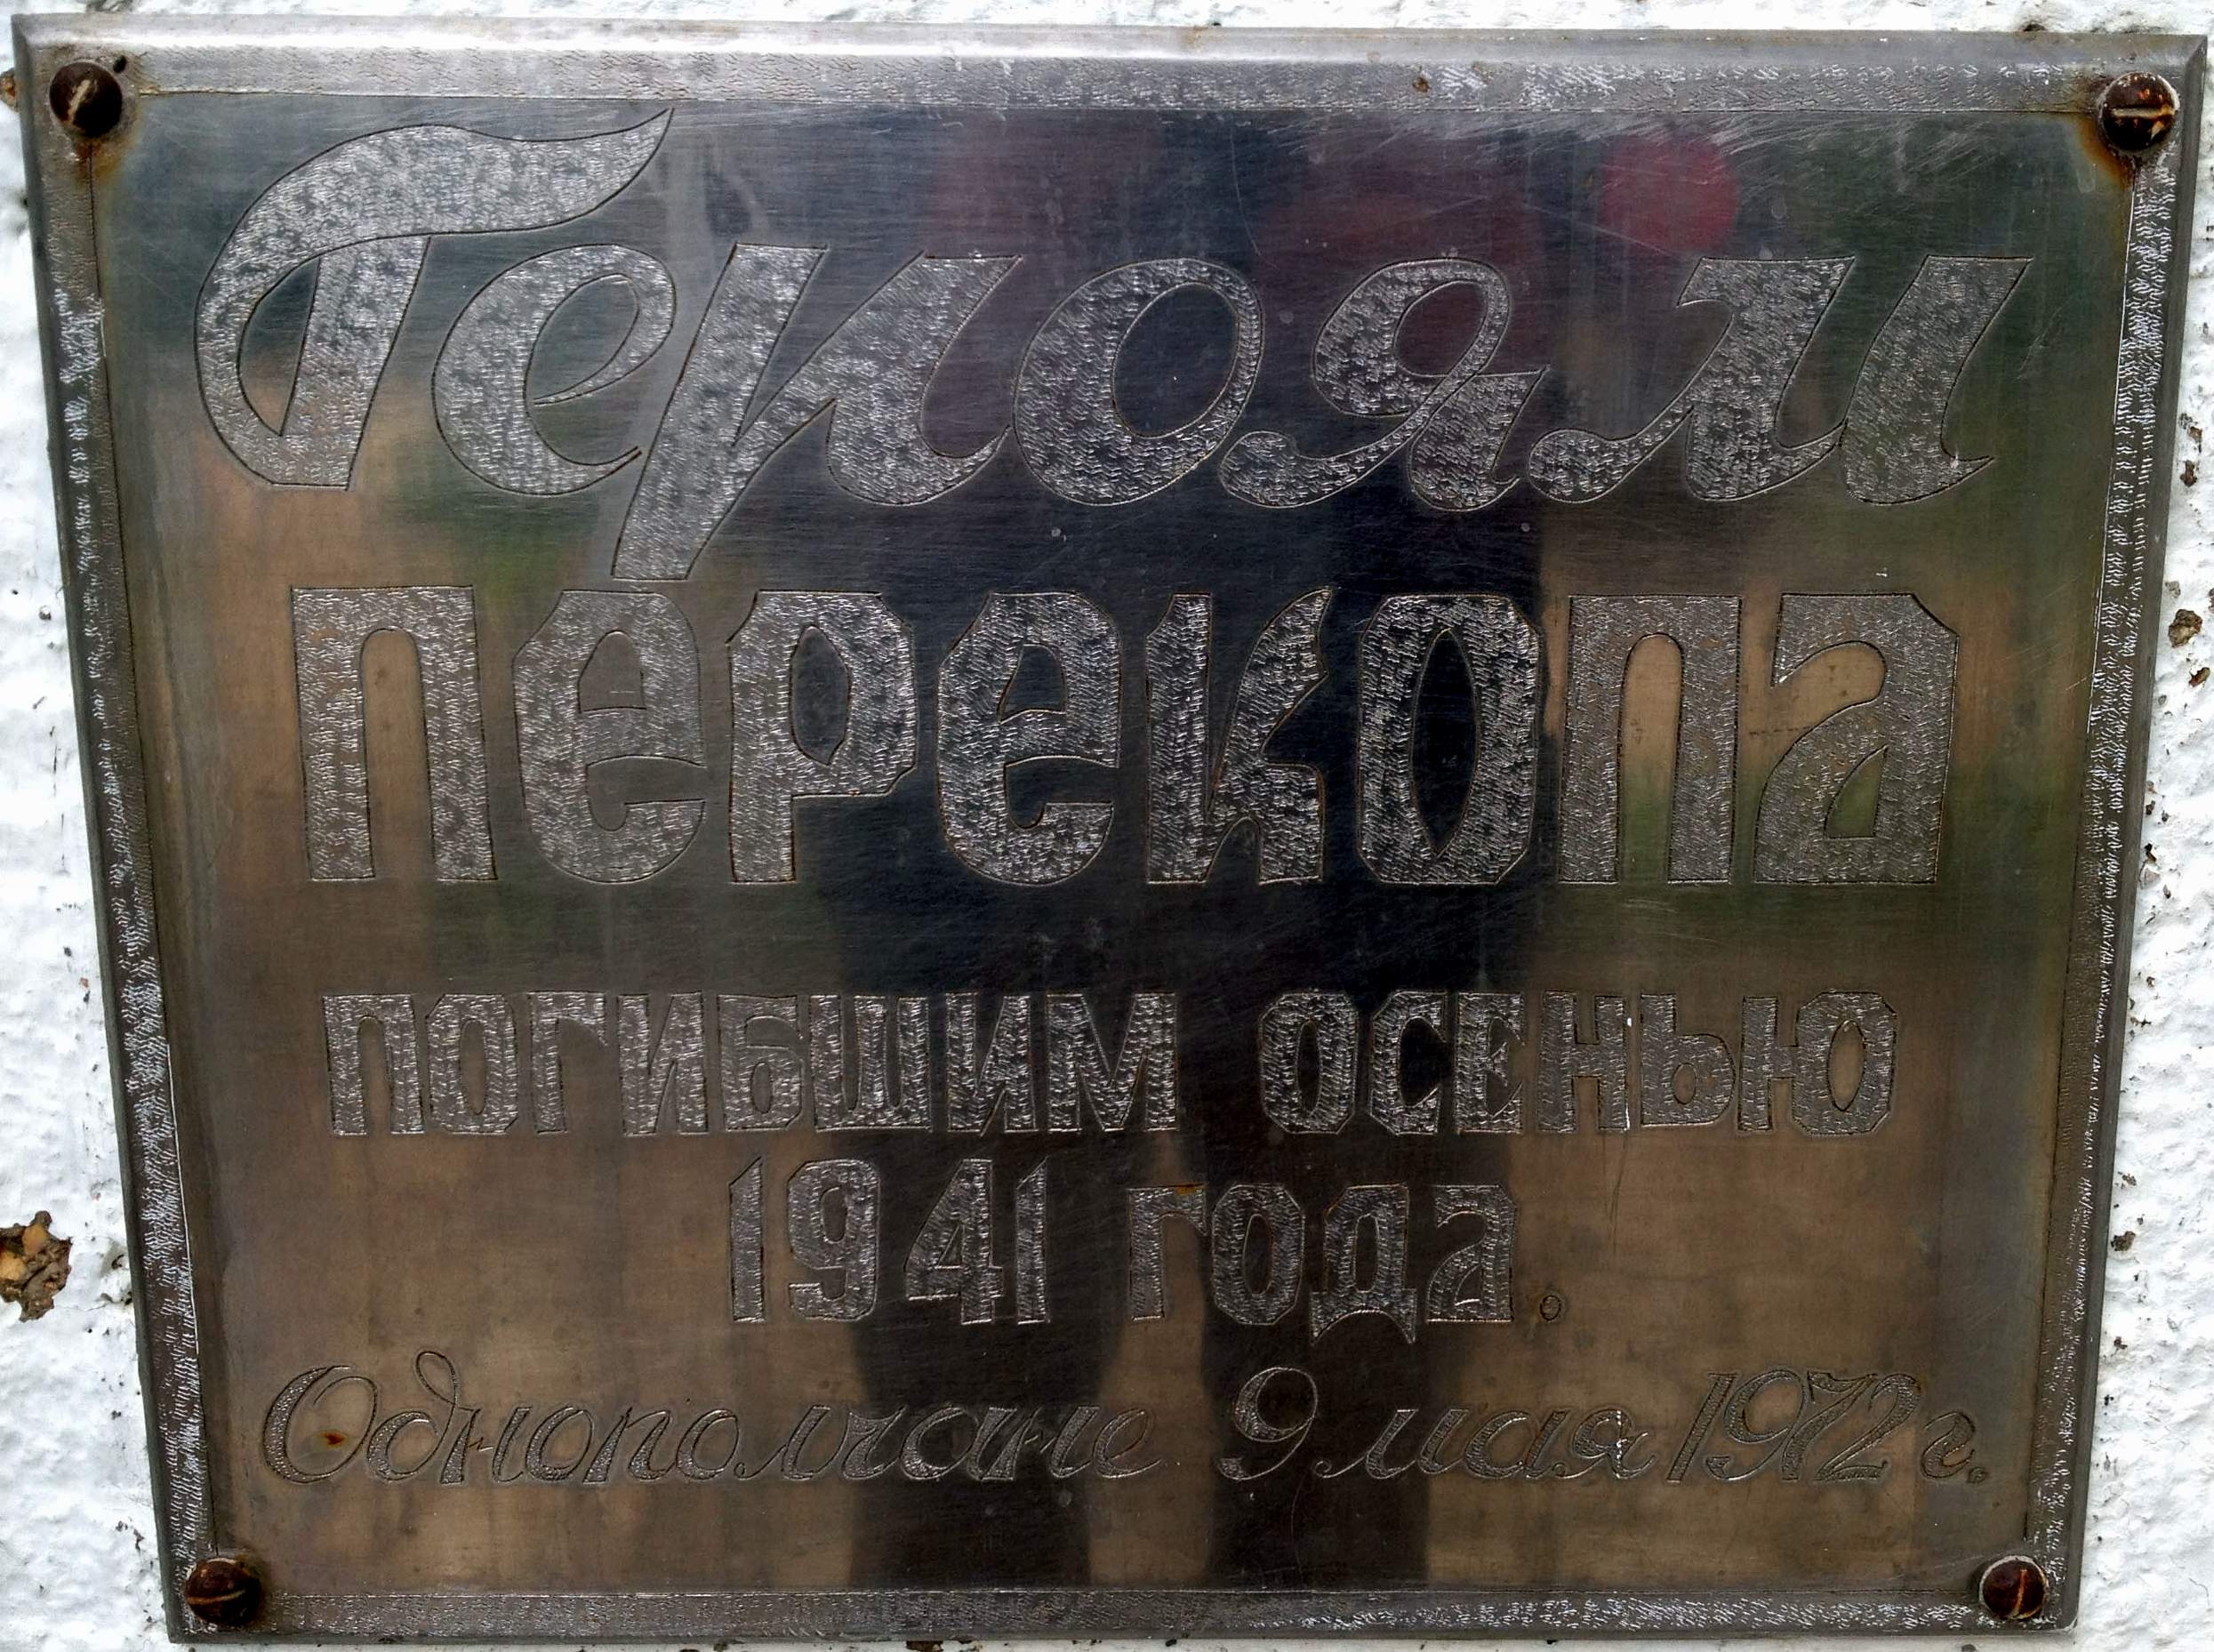 Героям
Перекопа
погибшим осенью
1941 года.
Однополчане 9 мая 1972 г.